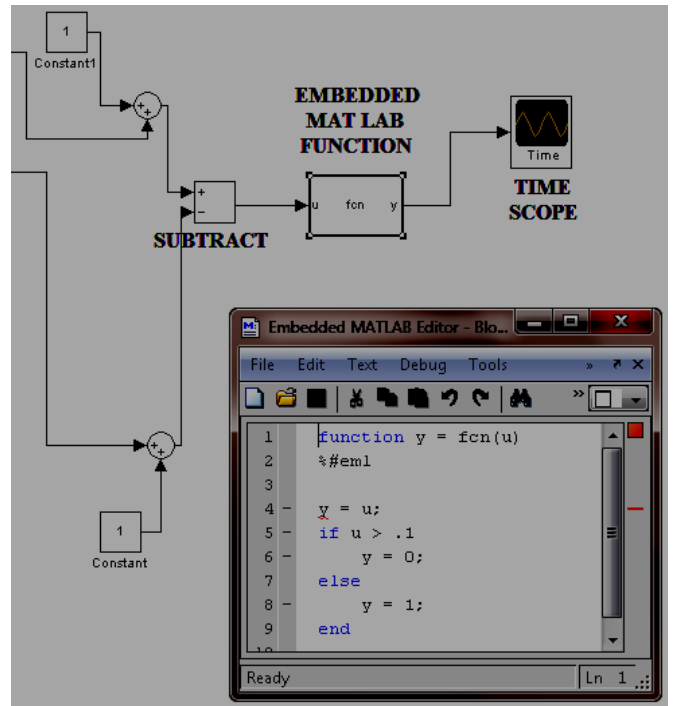 1
Constant1
+
+
EMBEDDED
MAT LAB
FUNCTION
Time
TIME
SCOPE
+
−
u fcn y
SUBTRACT
+
+
1
Constant
Embedded MATLAB Editor - Blo...
File Edit Text Debug Tools »
»
1 function y = fcn(u)
2 %#eml
3
4 - y = u;
5 - if u > .1
6 - y = 0;
7 else
8 - y = 1;
9 end
Ready Ln 1